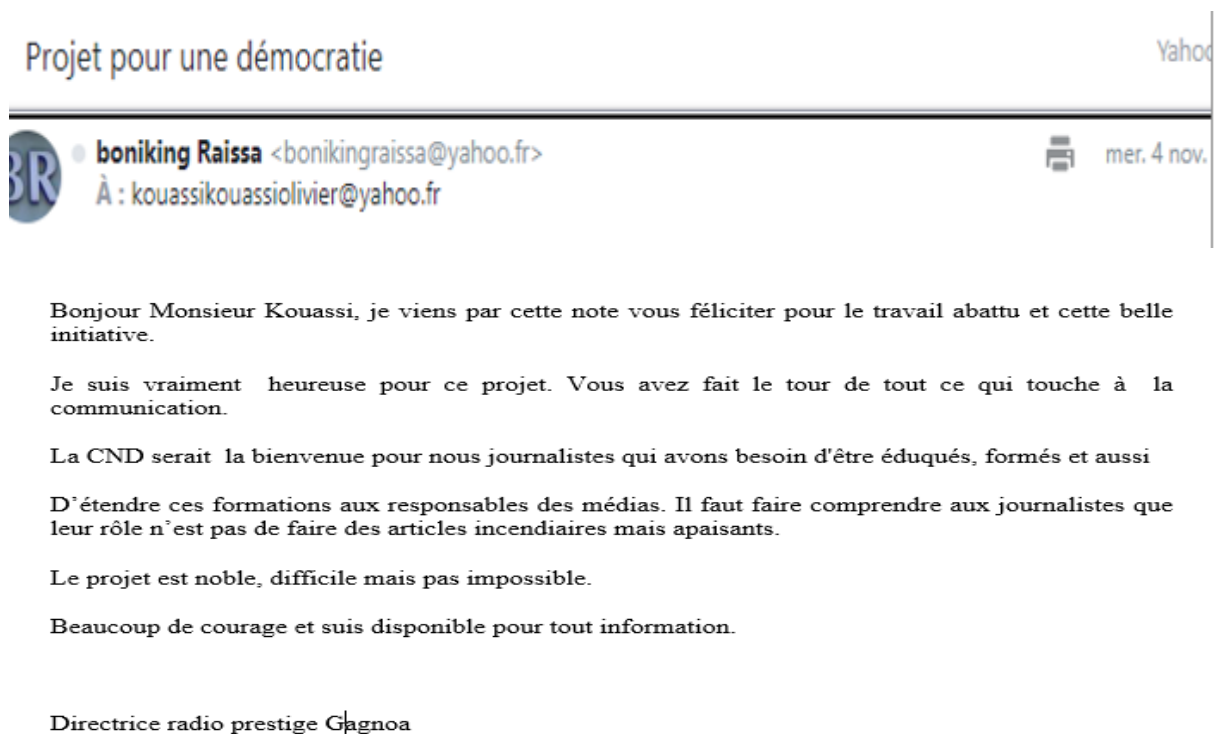 Projet pour une démocratie
Yahoo
BR
boniking Raissa <bonikingraissa@yahoo.fr>
mer. 4 nov.
À : kouassikouassiolivier@yahoo.fr
Bonjour Monsieur Kouassi, je viens par cette note vous féliciter pour le travail abattu et cette belle
initiative.
Je suis vraiment heureuse pour ce projet. Vous avez fait le tour de tout ce qui touche à la
communication.
La CND serait la bienvenue pour nous journalistes qui avons besoin d'être éduqués, formés et aussi
D’étendre ces formations aux responsables des médias. Il faut faire comprendre aux journalistes que
leur rôle n’est pas de faire des articles incendiaires mais apaisants.
Le projet est noble, difficile mais pas impossible.
Beaucoup de courage et suis disponible pour tout information.
Directrice radio prestige Gagnoa